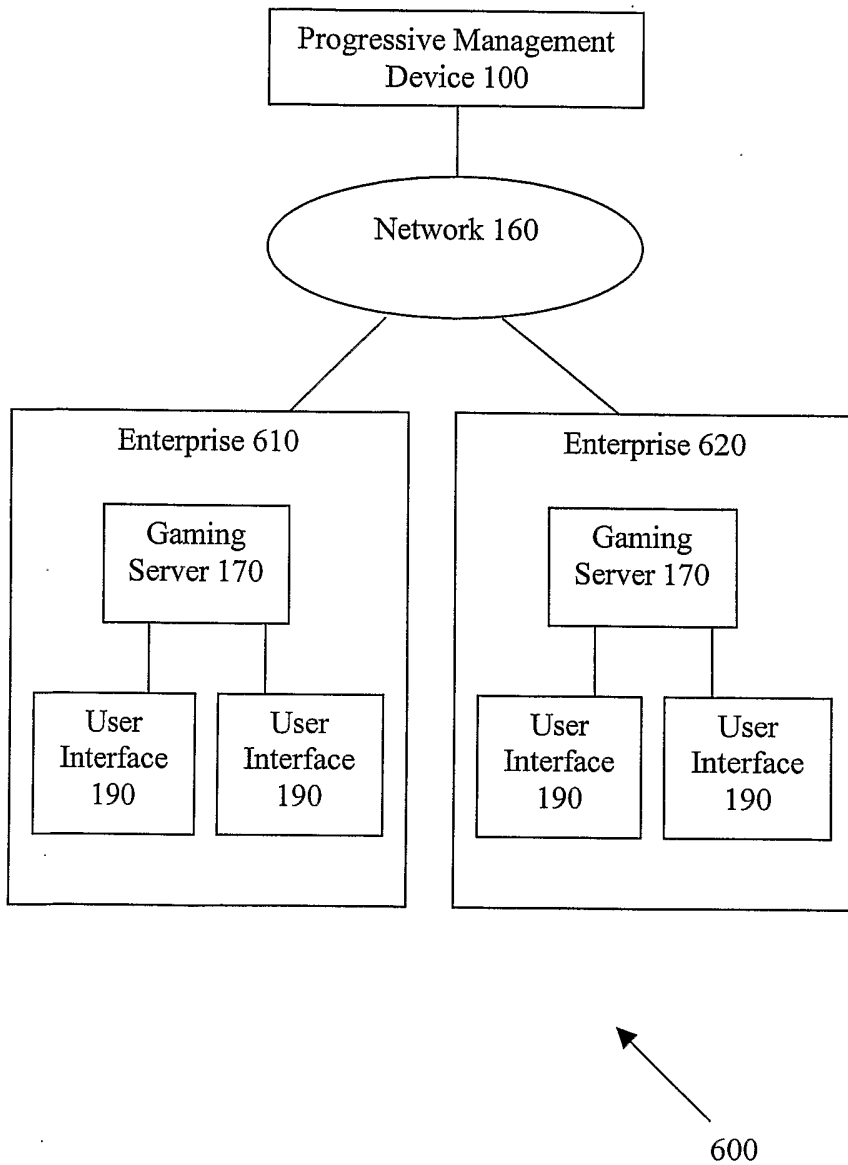 Progressive Management
Device 100
Network 160
Enterprise 610
Gaming
Server 170
User
Interface
190
User
Interface
190
Enterprise 620
Gaming
Server 170
User
Interface
190
User
Interface
190
600